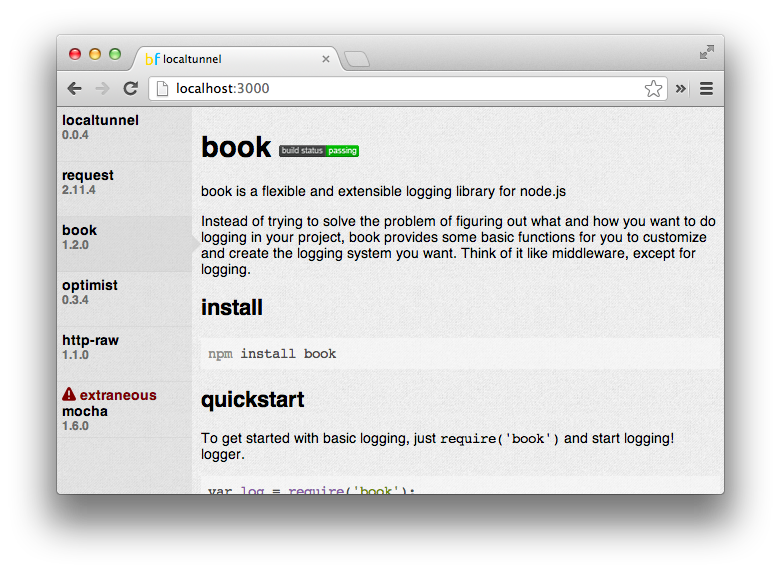 bf localtunnel
localhost:3000
localtunnel
0.0.4
request
2.11.4
book
1.2.0
optimist
0.3.4
http-raw
1.1.0
extraneous
mocha
1.6.0
book build status passing
book is a flexible and extensible logging library for node.js
Instead of trying to solve the problem of figuring out what and how you want to do
logging in your project, book provides some basic functions for you to customize
and create the logging system you want. Think of it like middleware, except for
logging.
install
npm install book
quickstart
To get started with basic logging, just require('book') and start logging!
logger.
var log = require('book');